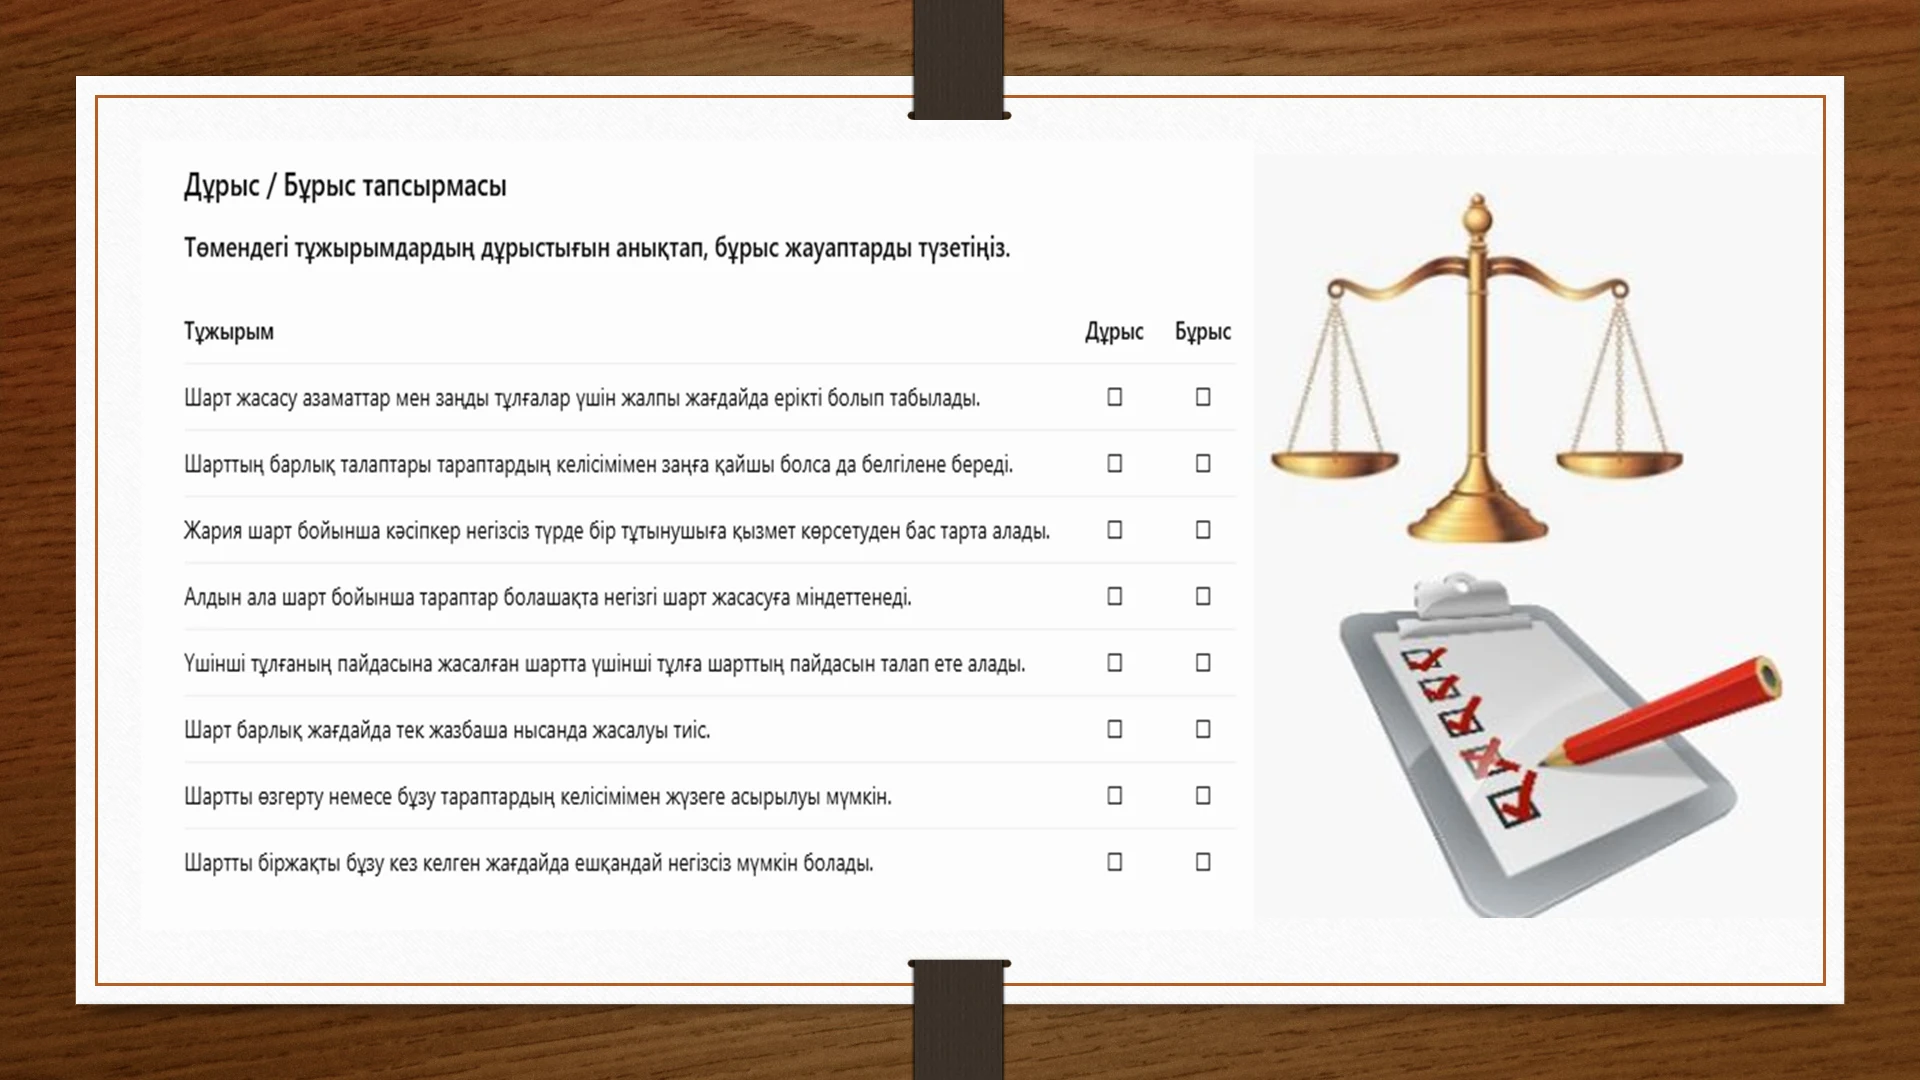 Дұрыс / Бұрыс тапсырмасы
Төмендегі тұжырымдардың дұрыстығын анықтап, бұрыс жауаптарды түзетіңіз.
Тұжырым Дұрыс Бұрыс
Шарт жасасу азаматтар мен заңды тұлғалар үшін жалпы жағдайда ерікті болып табылады. ☐ ☐
Шарттың барлық талаптары тараптардың келісімімен заңға қайшы болса да белгілене береді. ☐ ☐
Жария шарт бойынша кәсіпкер негізсіз түрде бір тұтынушыға қызмет көрсетуден бас тарта алады. ☐ ☐
Алдын ала шарт бойынша тараптар болашақта негізгі шарт жасасуға міндеттенеді. ☐ ☐
Үшінші тұлғаның пайдасына жасалған шартта үшінші тұлға шарттың пайдасын талап ете алады. ☐ ☐
Шарт барлық жағдайда тек жазбаша нысанда жасалуы тиіс. ☐ ☐
Шартты өзгерту немесе бұзу тараптардың келісімімен жүзеге асырылуы мүмкін. ☐ ☐
Шартты біржақты бұзу кез келген жағдайда ешқандай негізсіз мүмкін болады. ☐ ☐